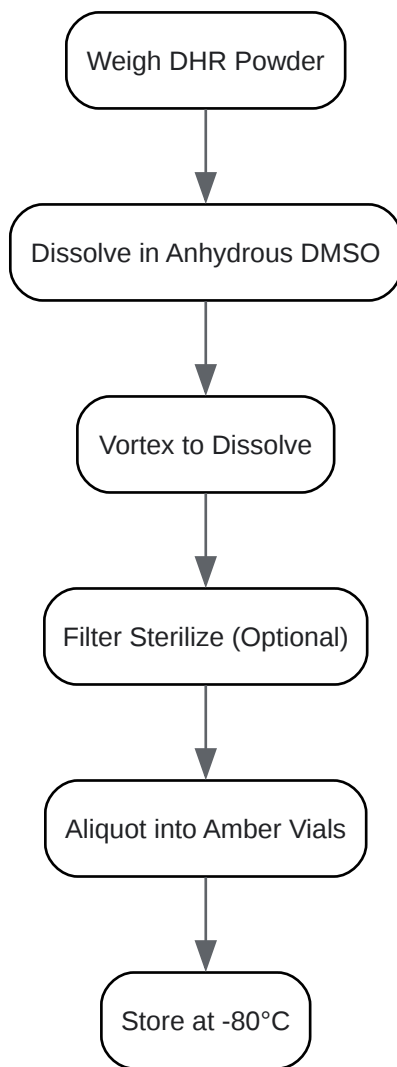 Weigh DHR Powder
Dissolve in Anhydrous DMSO
Vortex to Dissolve
Filter Sterilize (Optional)
Aliquot into Amber Vials
Store at -80°C